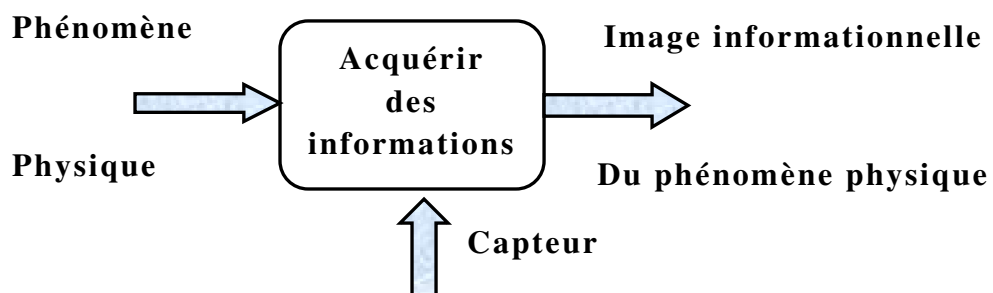 Phénomène
Physique
Acquérir
des
informations
Image informationnelle
Du phénomène physique
Capteur